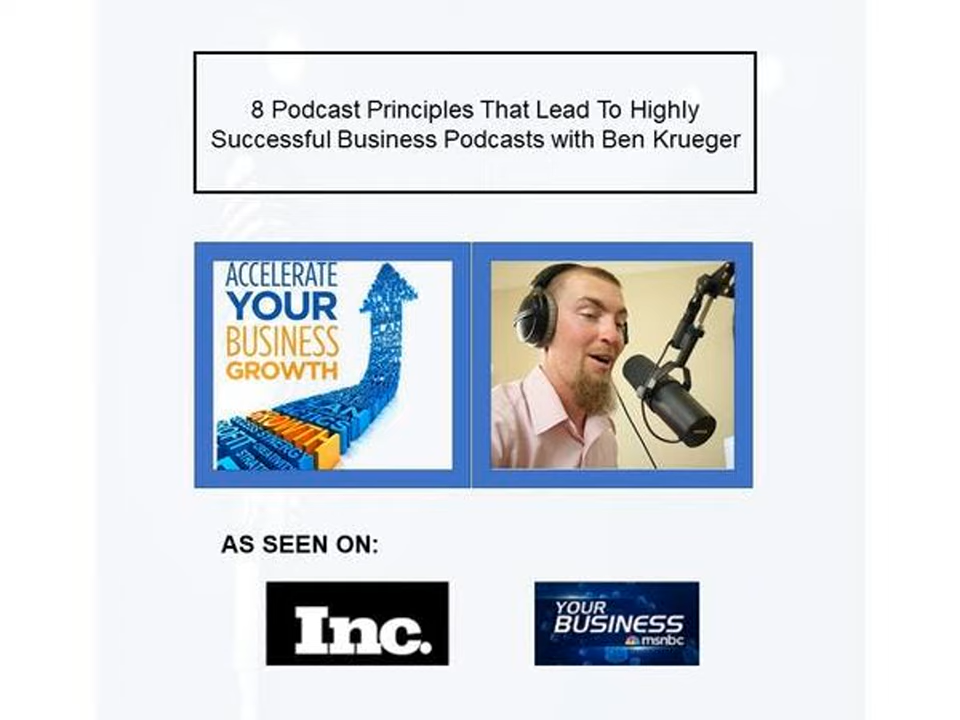 8 Podcast Principles That Lead To Highly
Successful Business Podcasts with Ben Krueger
ACCELERATE
YOUR
BUSINESS
GROWTH
GROWTH
AS SEEN ON:
Inc.
YOUR
BUSINESS
msnbc